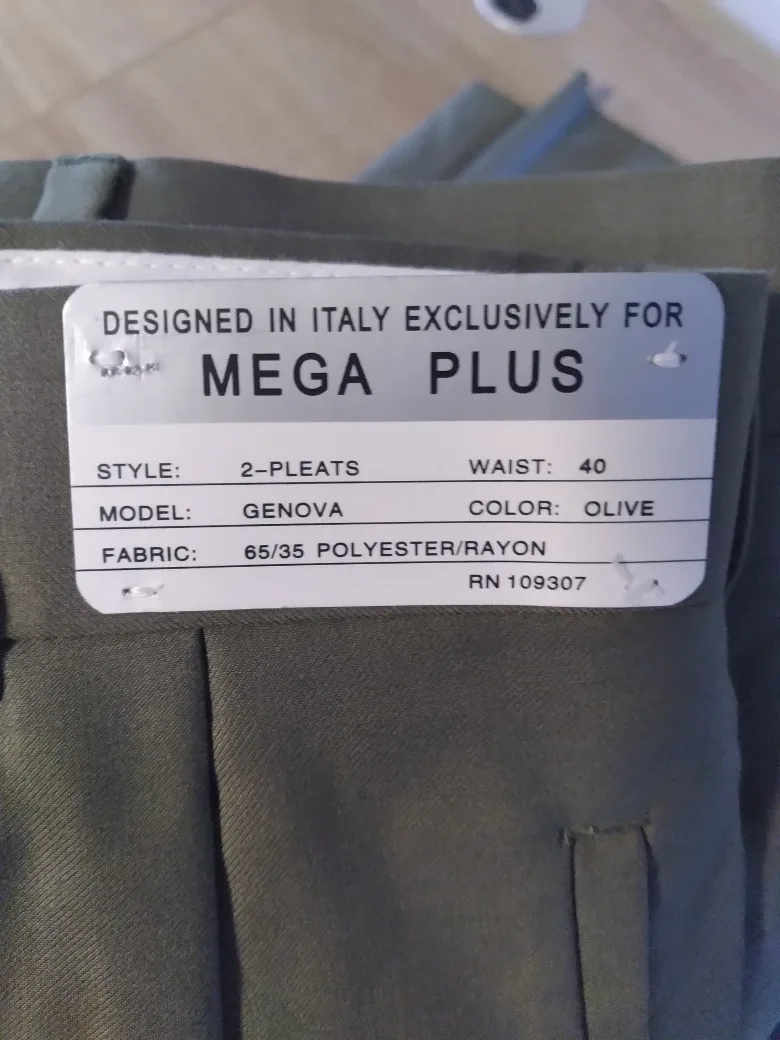 DESIGNED IN ITALY EXCLUSIVELY FOR
MEGA PLUS
STYLE: 2-PLEATS WAIST: 40
MODEL: GENOVA COLOR: OLIVE
FABRIC: 65/35 POLYESTER/RAYON
RN 109307